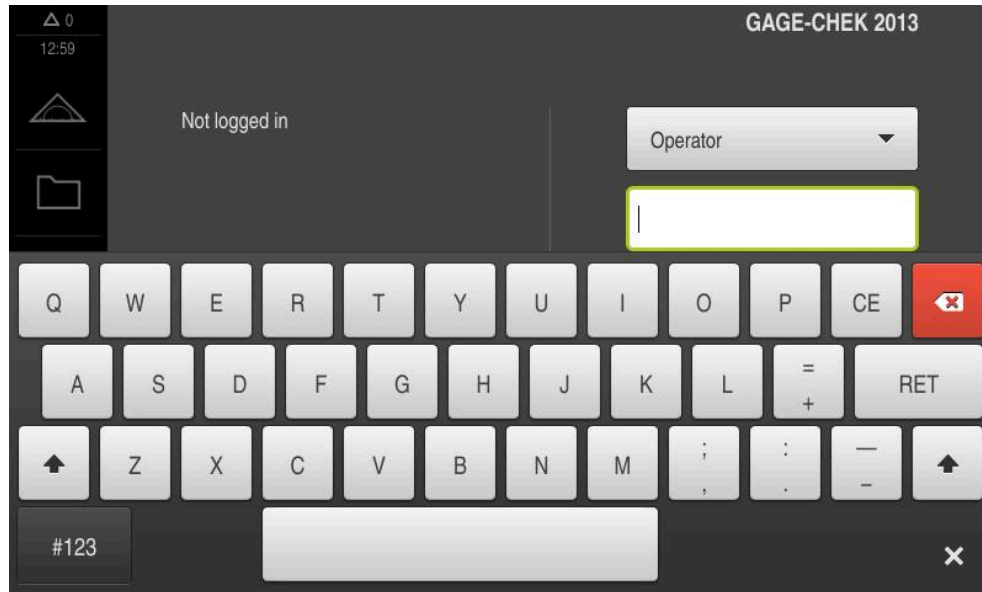 0
GAGE-CHEK 2013
12:59
Not logged in
Operator
Q W E R T Y U I O P CE
A S D F G H J K L = + RET
Z X C V B N M ; , : . — –
#123